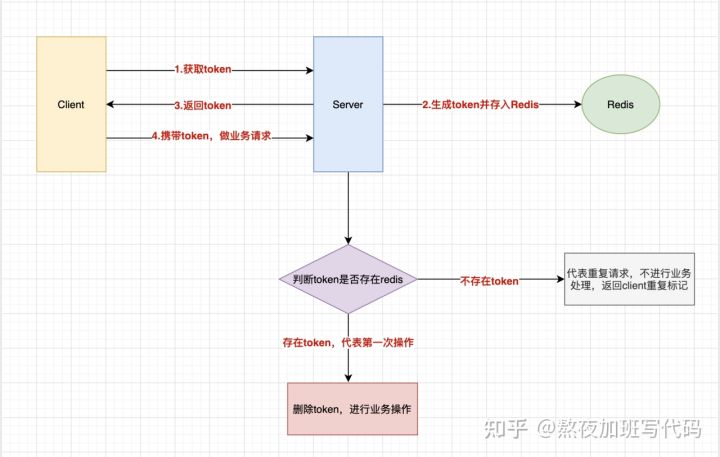 1.获取token
Client
3.返回token
Server
2.生成token并存入Redis
Redis
4.携带token，做业务请求
判断token是否存在redis
不存在token
代表重复请求，不进行业务
处理，返回client重复标记
存在token，代表第一次操作
删除token，进行业务操作
知乎 @熬夜加班写代码